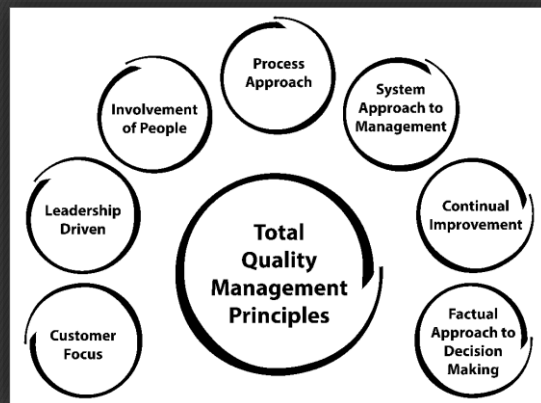 Process
Approach
System
Approach to
Management
Involvement
of People
Leadership
Driven
Continual
Improvement
Total
Quality
Management
Principles
Customer
Focus
Factual
Approach to
Decision
Making